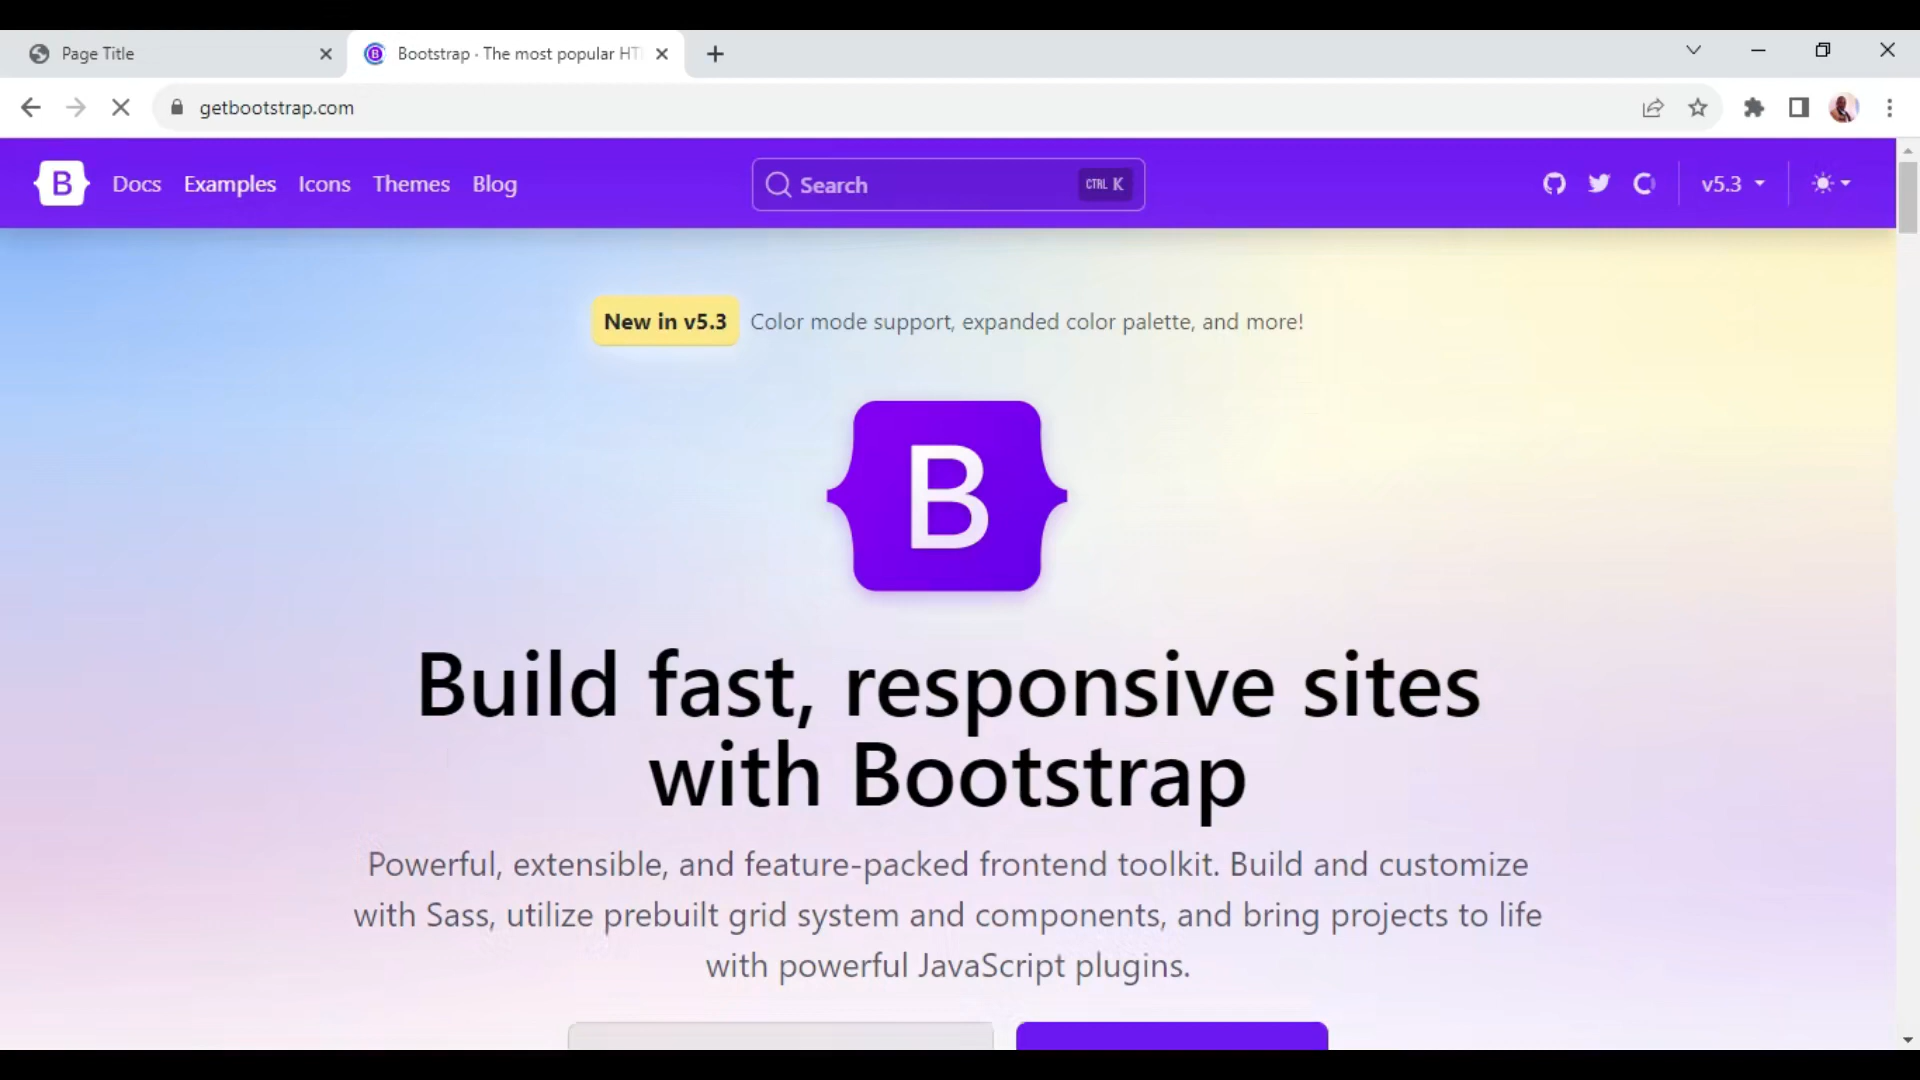 Page Title
Bootstrap · The most popular HT
getbootstrap.com
B Docs Examples Icons Themes Blog
Search CTRL K
v5.3
New in v5.3 Color mode support, expanded color palette, and more!
B
Build fast, responsive sites
with Bootstrap
Powerful, extensible, and feature-packed frontend toolkit. Build and customize
with Sass, utilize prebuilt grid system and components, and bring projects to life
with powerful JavaScript plugins.